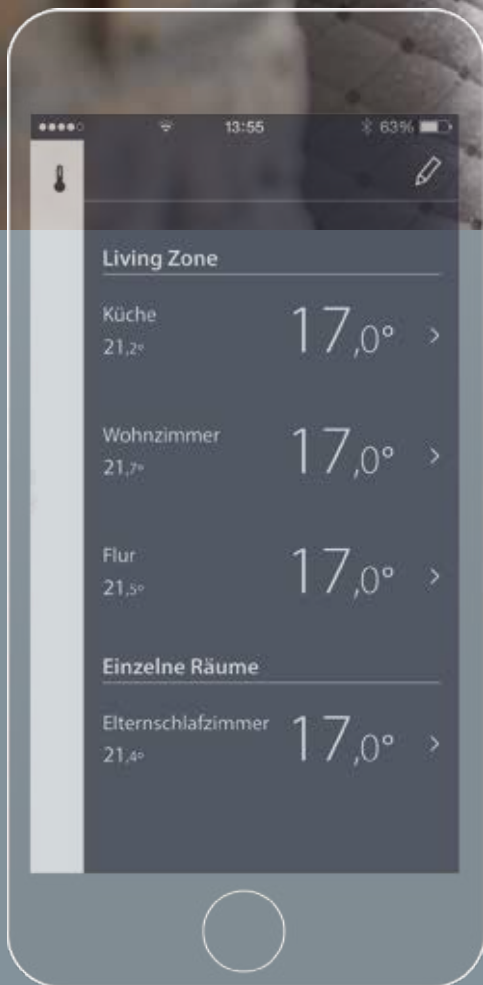 13:55 63%
Living Zone
Küche
21,2° 17,0° >
Wohnzimmer
21,7° 17,0° >
Flur
21,5° 17,0° >
Einzelne Räume
Elternschlafzimmer
21,4° 17,0° >